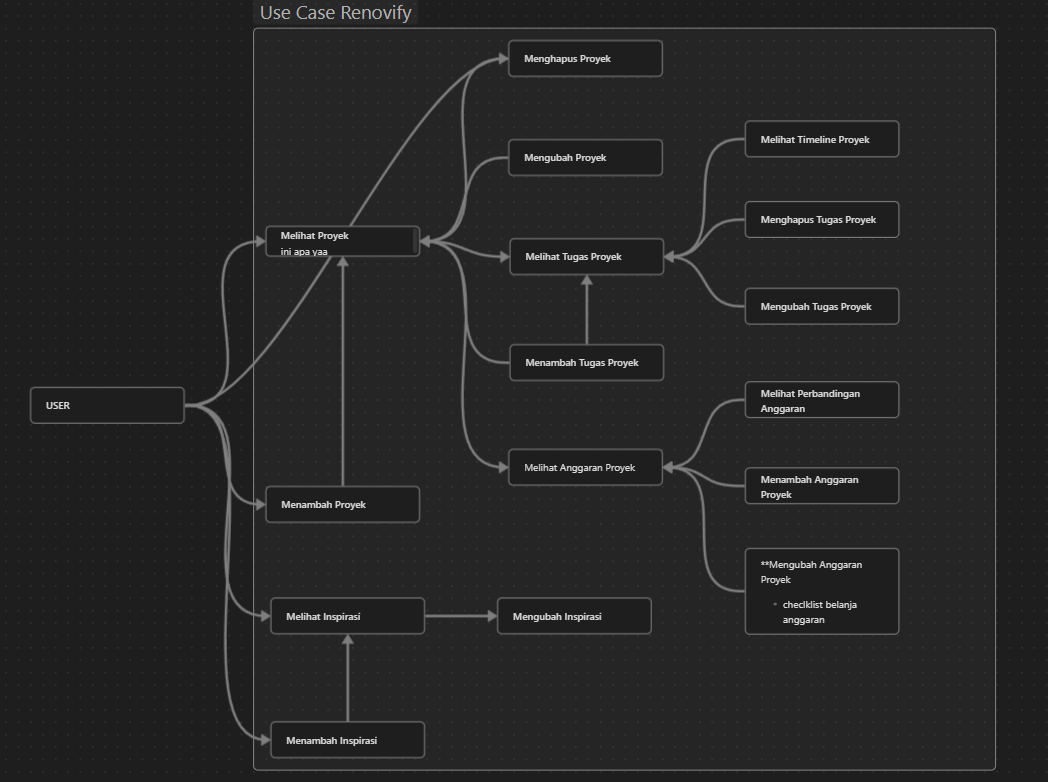 Use Case Renovify
Menghapus Proyek
Melihat Timeline Proyek
Mengubah Proyek
Menghapus Tugas Proyek
Melihat Proyek
ini apa yaa
Melihat Tugas Proyek
Mengubah Tugas Proyek
Menambah Tugas Proyek
USER
Melihat Perbandingan
Anggaran
Melihat Anggaran Proyek
Menambah Anggaran
Proyek
Menambah Proyek
**Mengubah Anggaran
Proyek
• checlklist belanja
anggaran
Melihat Inspirasi
Mengubah Inspirasi
Menambah Inspirasi